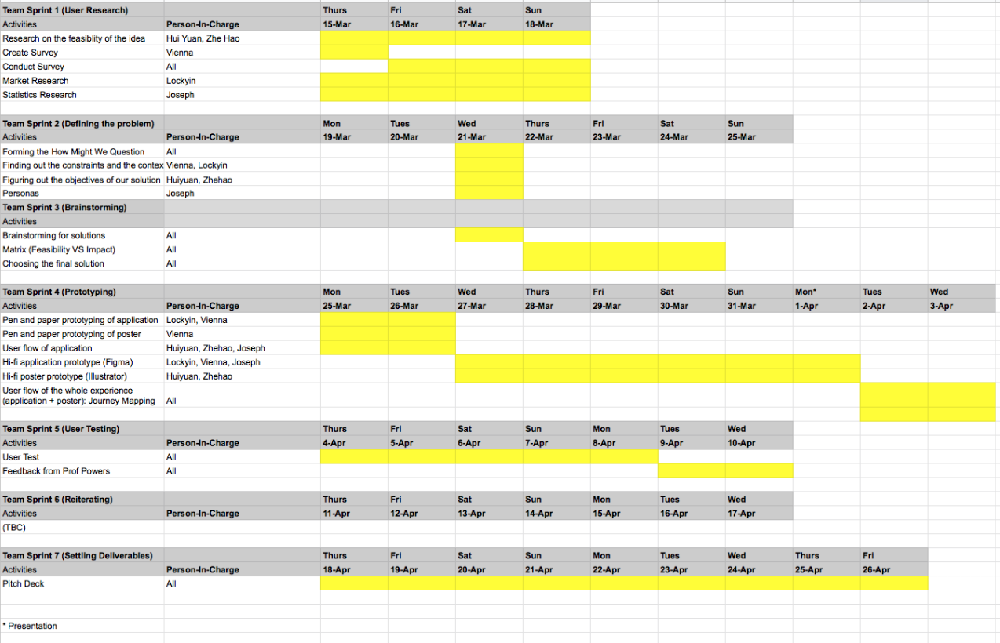 Team Sprint 1 (User Research) Thurs Fri Sat Sun
Activities Person-In-Charge 15-Mar 16-Mar 17-Mar 18-Mar
Research on the feasiblity of the idea Hui Yuan, Zhe Hao
Create Survey Vienna
Conduct Survey All
Market Research Lockyin
Statistics Research Joseph
Team Sprint 2 (Defining the problem) Mon Tues Wed Thurs Fri Sat Sun
Activities Person-In-Charge 19-Mar 20-Mar 21-Mar 22-Mar 23-Mar 24-Mar 25-Mar
Forming the How Might We Question All
Finding out the constraints and the contex Vienna, Lockyin
Figuring out the objectives of our solution Huiyuan, Zhehao
Personas Joseph
Team Sprint 3 (Brainstorming)
Activities
Brainstorming for solutions All
Matrix (Feasibility VS Impact) All
Choosing the final solution All
Team Sprint 4 (Prototyping) Mon Tues Wed Thurs Fri Sat Sun Mon* Tues Wed
Activities Person-In-Charge 25-Mar 26-Mar 27-Mar 28-Mar 29-Mar 30-Mar 31-Mar 1-Apr 2-Apr 3-Apr
Pen and paper prototyping of application Lockyin, Vienna
Pen and paper prototyping of poster Vienna
User flow of application Huiyuan, Zhehao, Joseph
Hi-fi application prototype (Figma) Lockyin, Vienna, Joseph
Hi-fi poster prototype (Illustrator) Huiyuan, Zhehao
User flow of the whole experience
(application + poster): Journey Mapping All
Team Sprint 5 (User Testing) Thurs Fri Sat Sun Mon Tues Wed
Activities Person-In-Charge 4-Apr 5-Apr 6-Apr 7-Apr 8-Apr 9-Apr 10-Apr
User Test All
Feedback from Prof Powers All
Team Sprint 6 (Reiterating) Thurs Fri Sat Sun Mon Tues Wed
Activities Person-In-Charge 11-Apr 12-Apr 13-Apr 14-Apr 15-Apr 16-Apr 17-Apr
(TBC)
Team Sprint 7 (Settling Deliverables) Thurs Fri Sat Sun Mon Tues Wed Thurs Fri
Activities Person-In-Charge 18-Apr 19-Apr 20-Apr 21-Apr 22-Apr 23-Apr 24-Apr 25-Apr 26-Apr
Pitch Deck All
* Presentation